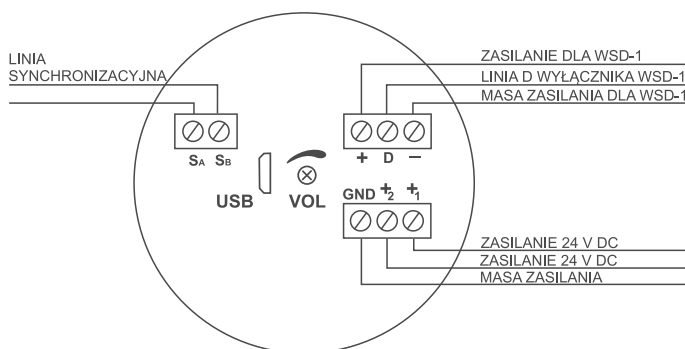 LINIA
SYNCHRONIZACYJNA
ZASILANIE DLA WSD-1
LINIA D WYŁĄCZNIKA WSD-1
MASA ZASILANIA DLA WSD-1
SA SB
+ D −
USB VOL
GND +2 +1
ZASILANIE 24 V DC
ZASILANIE 24 V DC
MASA ZASILANIA